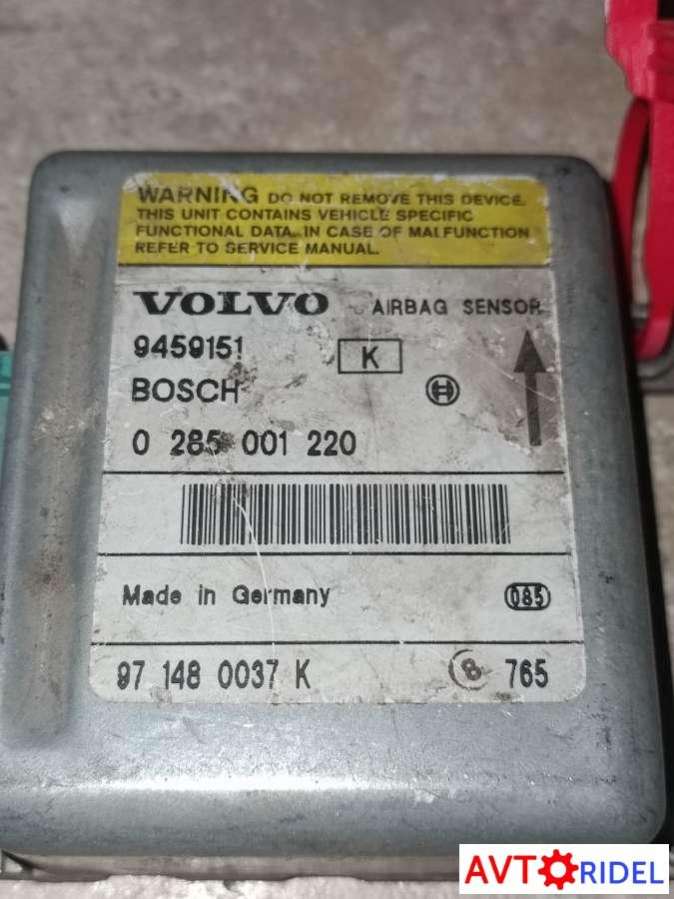 WARNING DO NOT REMOVE THIS DEVICE.
THIS UNIT CONTAINS VEHICLE SPECIFIC
FUNCTIONAL DATA. IN CASE OF MALFUNCTION
REFER TO SERVICE MANUAL.
VOLVO AIRBAG SENSOR
9459151 K
BOSCH
0 285 001 220
Made in Germany 085
97 148 0037 K 8 765
AVTORIDEL